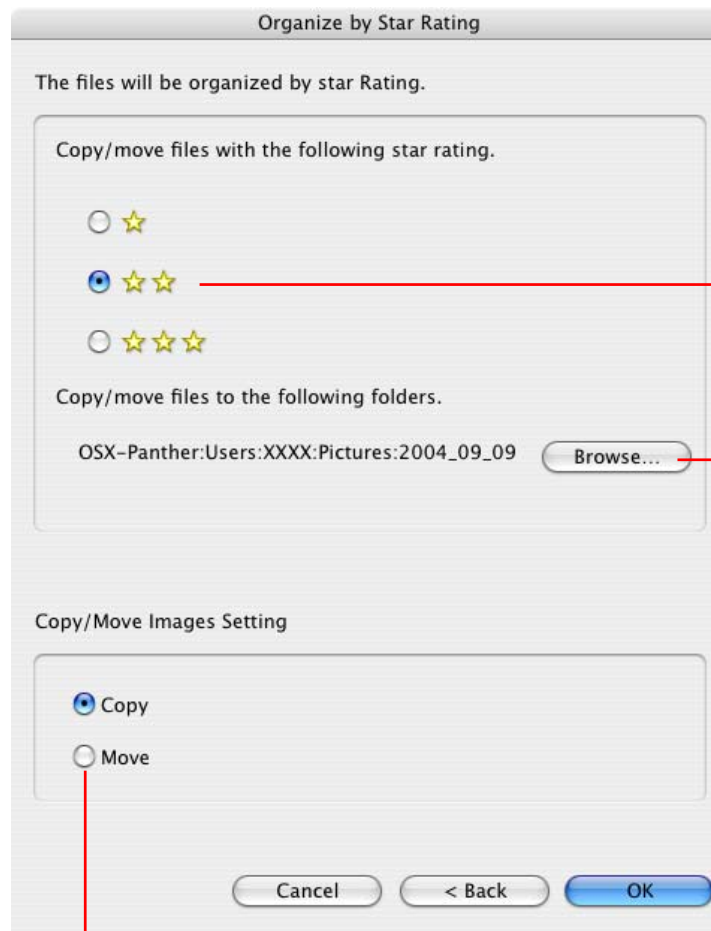 Organize by Star Rating
The files will be organized by star Rating.
Copy/move files with the following star rating.
Copy/move files to the following folders.
OSX-Panther:Users:XXXX:Pictures:2004_09_09 Browse...
Copy/Move Images Setting
Copy
Move
Cancel < Back OK